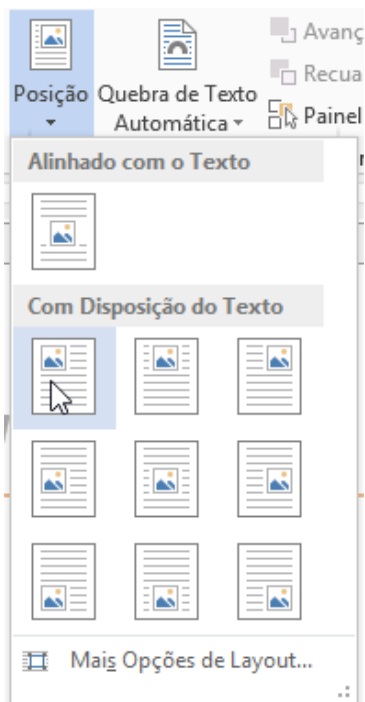 Avanç
Recua
Posição Quebra de Texto Painel
Automática
Alinhado com o Texto
Com Disposição do Texto
Mais Opções de Layout...